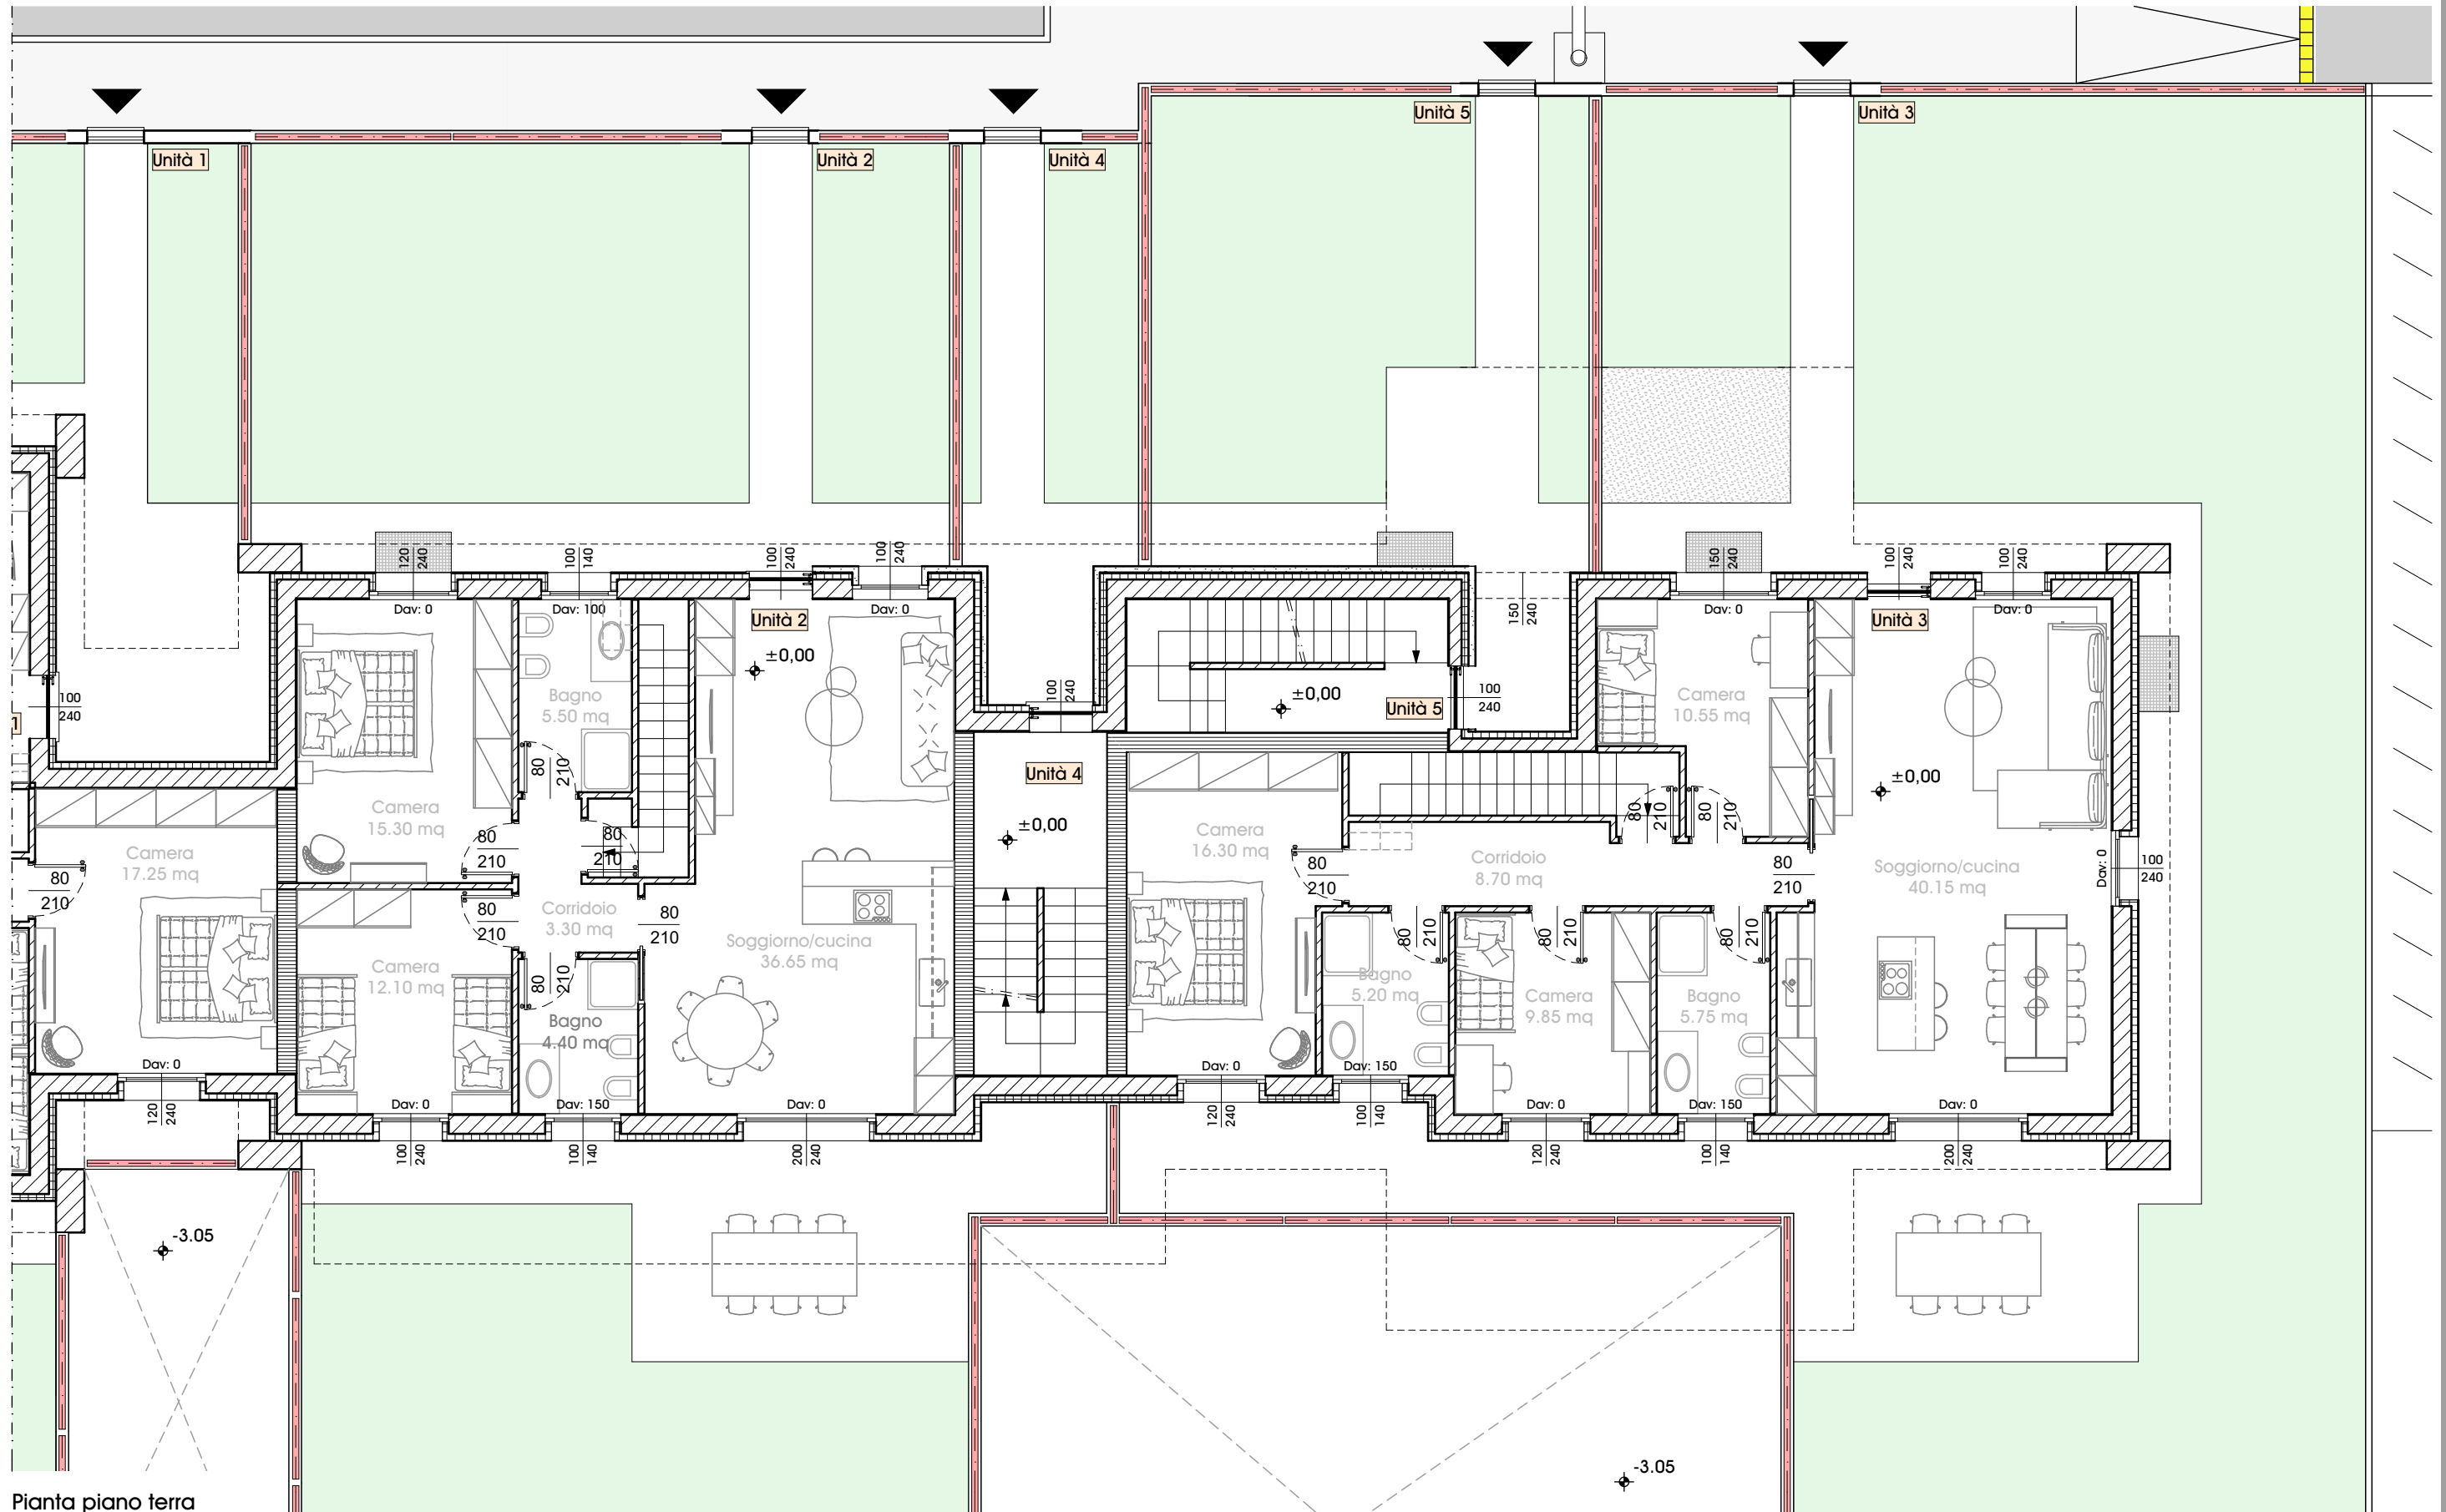 Unità 5
Unità 3
Unità 1
Unità 2
Unità 4
120
240
100
140
100
240
100
240
150
240
150
240
100
240
100
240
Dav: 0
Dav: 100
Dav: 0
Dav: 0
Dav: 0
Unità 2
Unità 3
±0,00
100
240
1
100
240
Bagno
5.50 mq
±0,00
Unità 5
100
240
Camera
10.55 mq
80
210
Unità 4
±0,00
±0,00
Camera
15.30 mq
80
210
80
210
80
210
80
210
Camera
17.25 mq
80
210
Camera
16.30 mq
80
210
Corridoio
8.70 mq
80
210
Soggiorno/cucina
40.15 mq
Dav: 0
100
240
80
210
Corridoio
3.30 mq
80
210
Soggiorno/cucina
36.65 mq
80
210
80
210
80
210
Camera
12.10 mq
80
210
Bagno
4.40 mq
Bagno
5.20 mq
Camera
9.85 mq
Bagno
5.75 mq
Dav: 0
Dav: 0
Dav: 150
Dav: 0
Dav: 0
Dav: 150
Dav: 0
Dav: 150
Dav: 0
120
240
100
240
100
140
200
240
120
240
100
140
120
240
100
140
200
240
-3.05
-3.05
Pianta piano terra